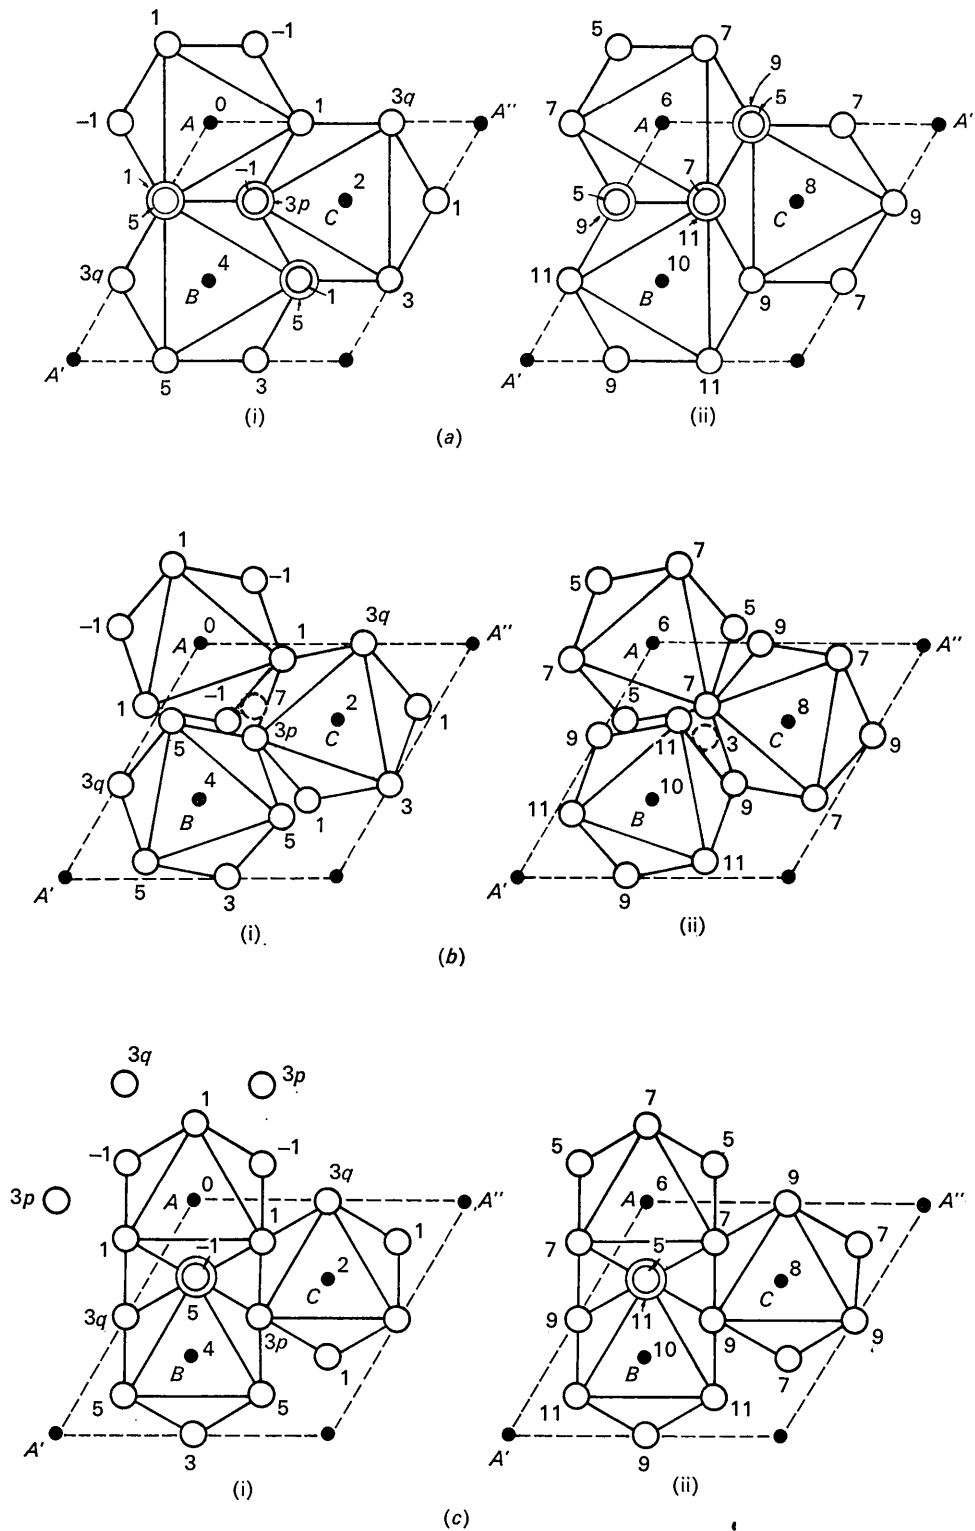 1 –1 5 7 9
–1 A 0 1 3q A″ 7 A 6 5 7 A′
1 –1 3p 2 C 1 5 7 8 C 9
5 9 11
3q 4 B 1 3 11 10 B 9 7
5
A′ 5 3 A′ 9 11
(i) (ii)
(a)
1 –1 5 7
–1 A 0 1 3q A″ 7 A 6 5 9 7 A″
1 –1 7 3p 2 C 1 5 7 8 C 9
5 9 11 3
3q 4 B 5 1 3 11 10 B 9 7
A′ 5 3 A′ 9 11
(i) (ii)
(b)
3q 3p
1 7
–1 –1 5 5
3p A 0 1 3q A″ A 6 7 9 A″
1 –1 1 7 5 7
5 2 C 11 8 C
3q 3p 9 9 9
4 B 1 10 B 7
5 5 11 11
A′ 3 A′ 9
(i) (ii)
(c)